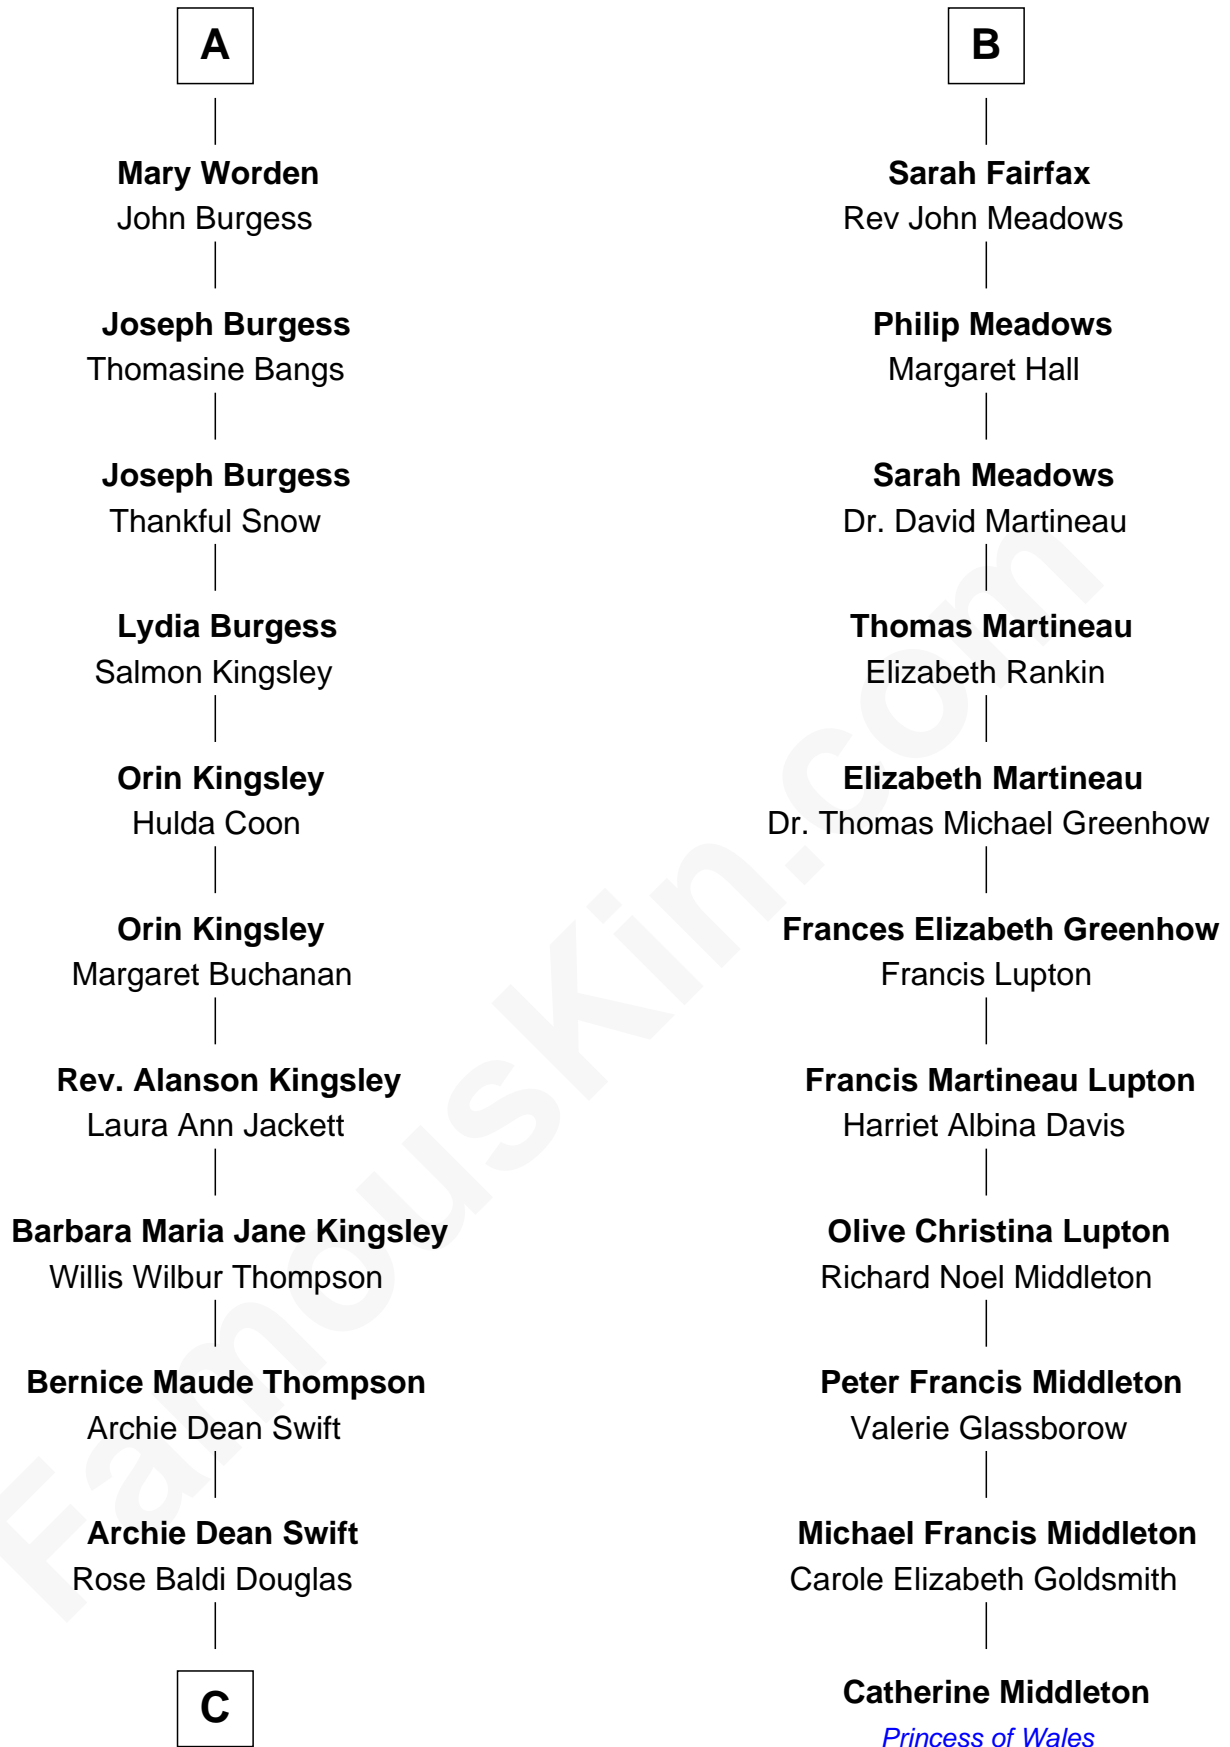 A
Mary Worden
John Burgess
Joseph Burgess
Thomasine Bangs
Joseph Burgess
Thankful Snow
Lydia Burgess
Salmon Kingsley
Orin Kingsley
Hulda Coon
Orin Kingsley
Margaret Buchanan
Rev. Alanson Kingsley
Laura Ann Jackett
Barbara Maria Jane Kingsley
Willis Wilbur Thompson
Bernice Maude Thompson
Archie Dean Swift
Archie Dean Swift
Rose Baldi Douglas
C
B
Sarah Fairfax
Rev John Meadows
Philip Meadows
Margaret Hall
Sarah Meadows
Dr. David Martineau
Thomas Martineau
Elizabeth Rankin
Elizabeth Martineau
Dr. Thomas Michael Greenhow
Frances Elizabeth Greenhow
Francis Lupton
Francis Martineau Lupton
Harriet Albina Davis
Olive Christina Lupton
Richard Noel Middleton
Peter Francis Middleton
Valerie Glassborow
Michael Francis Middleton
Carole Elizabeth Goldsmith
Catherine Middleton
Princess of Wales
FamousKin.com